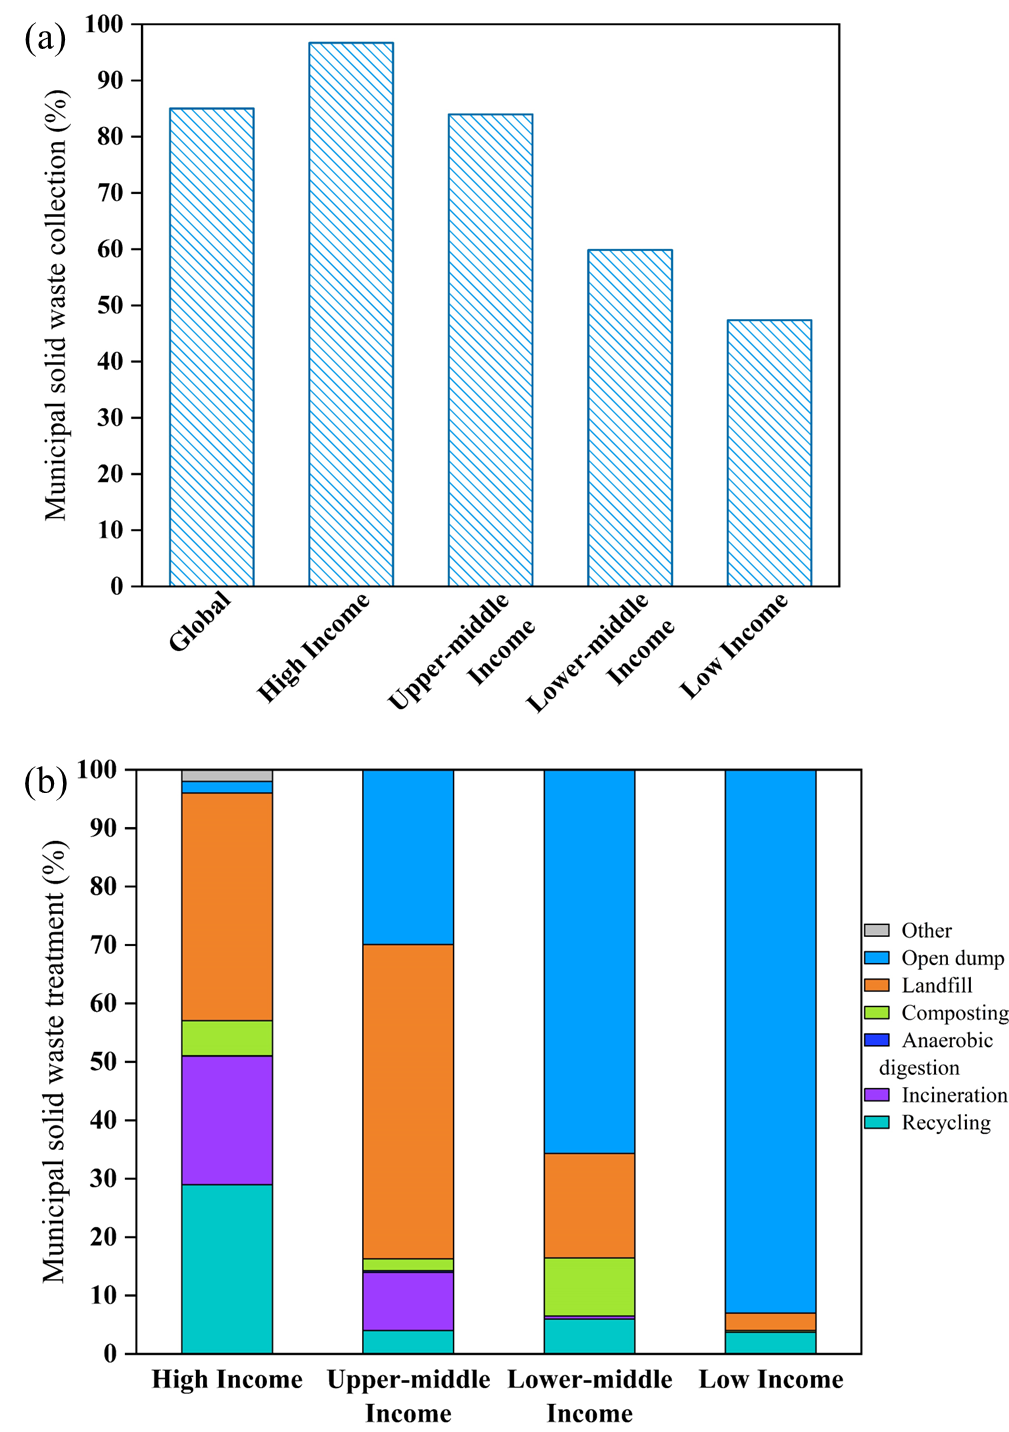 (a)
Municipal solid waste collection (%)
100
90
80
70
60
50
40
30
20
10
0
Global
High Income
Upper-middle
Income
Lower-middle
Income
Low Income
(b)
Municipal solid waste treatment (%)
100
90
80
70
60
50
40
30
20
10
0
High Income
Upper-middle
Income
Lower-middle
Income
Low Income
Other
Open dump
Landfill
Composting
Anaerobic
digestion
Incineration
Recycling